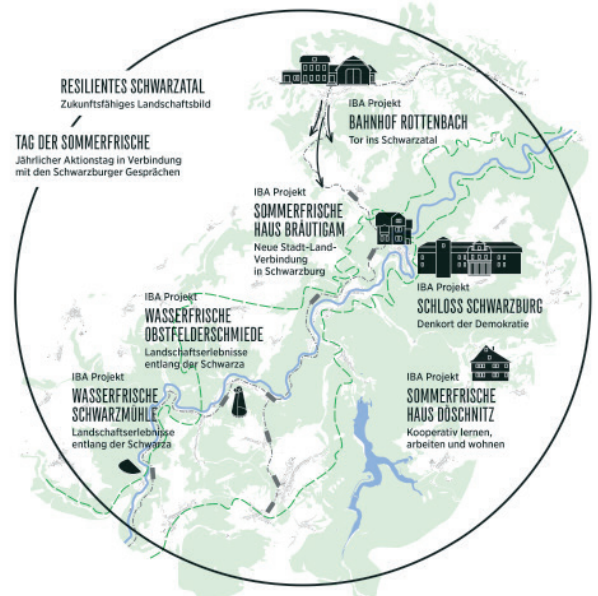 RESILIENTES SCHWARZATAL
Zukunftsfähiges Landschaftsbild
TAG DER SOMMERFRISCHE
Jährlicher Aktionstag in Verbindung
mit den Schwarzburger Gesprächen
IBA Projekt
BAHNHOF ROTTENBACH
Tor ins Schwarzatal
IBA Projekt
SOMMERFRISCHE
HAUS BRÄUTIGAM
Neue Stadt-Land-
Verbindung
in Schwarzburg
IBA Projekt
SCHLOSS SCHWARZBURG
Denkort der Demokratie
IBA Projekt
WASSERFRISCHE
OBSTFELDERSCHMIEDE
Landschaftserlebnisse
entlang der Schwarza
IBA Projekt
WASSERFRISCHE
SCHWARZMÜHLE
Landschaftserlebnisse
entlang der Schwarza
IBA Projekt
SOMMERFRISCHE
HAUS DÖSCHNITZ
Kooperativ lernen,
arbeiten und wohnen